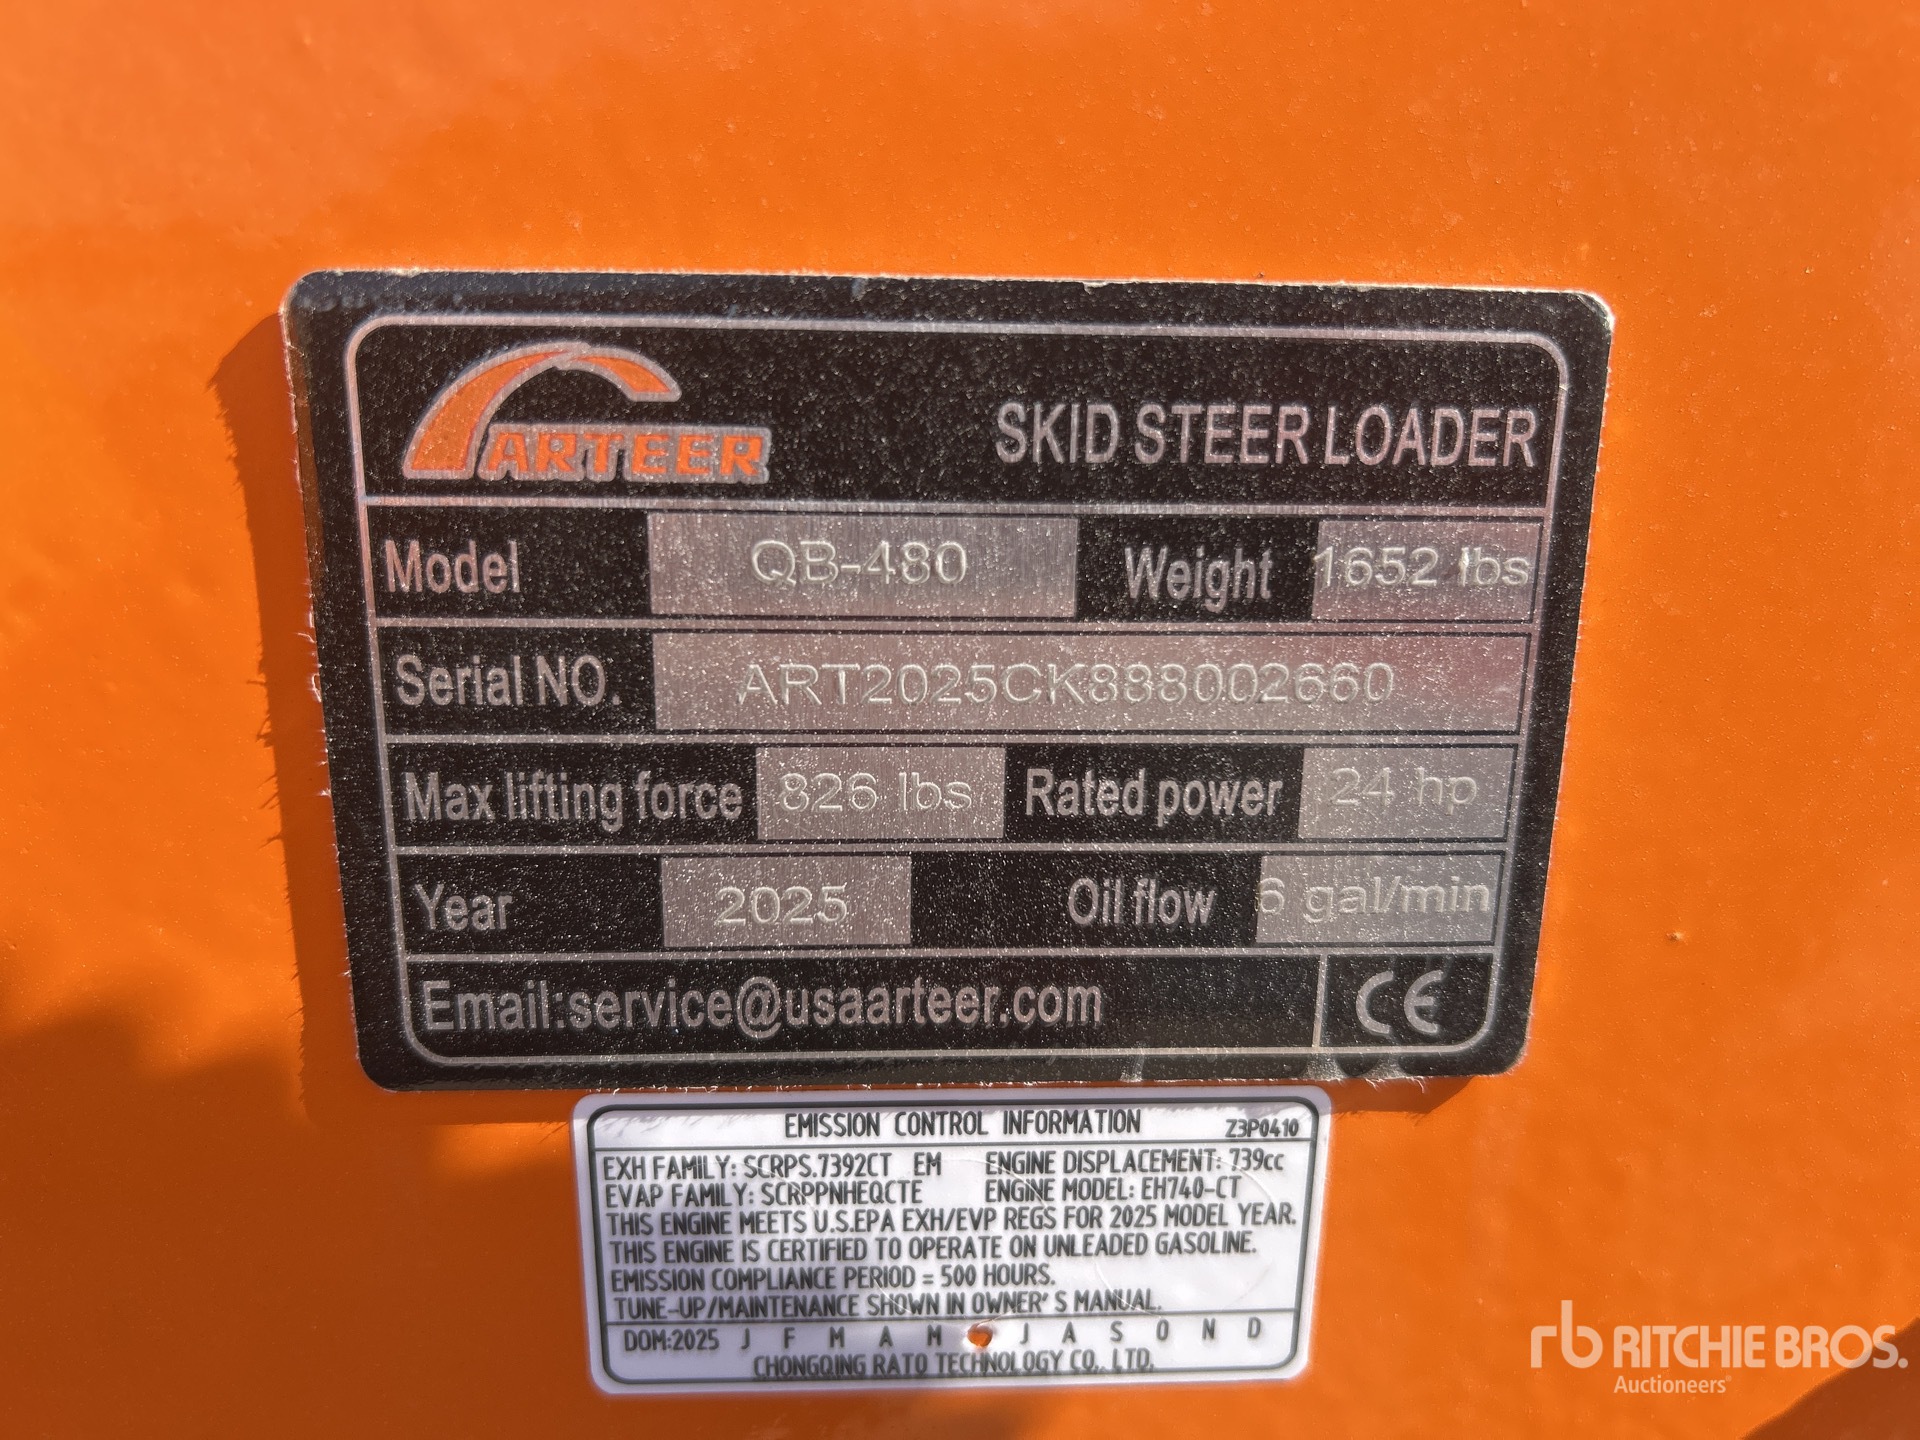 ARTEER
SKID STEER LOADER
Model QB-480 Weight 1652 lbs
Serial NO. ART2025CK888002660
Max lifting force 826 lbs Rated power 24 hp
Year 2025 Oil flow 6 gal/min
Email:service@usaarteer.com CE
EMISSION CONTROL INFORMATION Z3P0410
EXH FAMILY: SCRPS.7392CT EM ENGINE DISPLACEMENT: 739cc
EVAP FAMILY: SCRPPNHEQCTE ENGINE MODEL: EH740-CT
THIS ENGINE MEETS U.S.EPA EXH/EVP REGS FOR 2025 MODEL YEAR.
THIS ENGINE IS CERTIFIED TO OPERATE ON UNLEADED GASOLINE.
EMISSION COMPLIANCE PERIOD = 500 HOURS.
TUNE-UP/MAINTENANCE SHOWN IN OWNER'S MANUAL.
DOM:2025 J F M A M J A S O N D
CHONGQING RATO TECHNOLOGY CO., LTD.
rb RITCHIE BROS.
Auctioneers